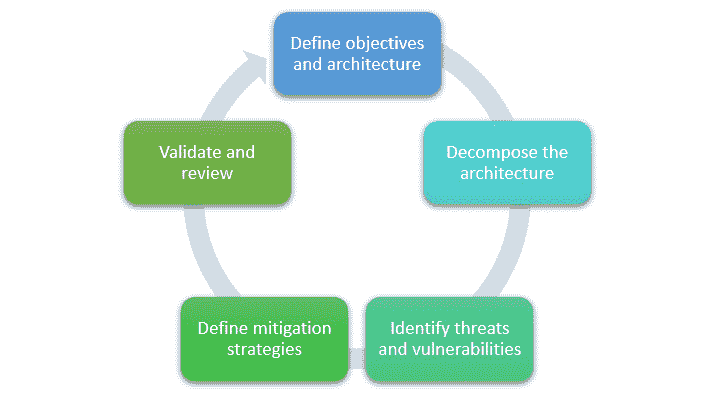 Define objectives
and architecture
Decompose the
architecture
Identify threats
and vulnerabilities
Define mitigation
strategies
Validate and
review